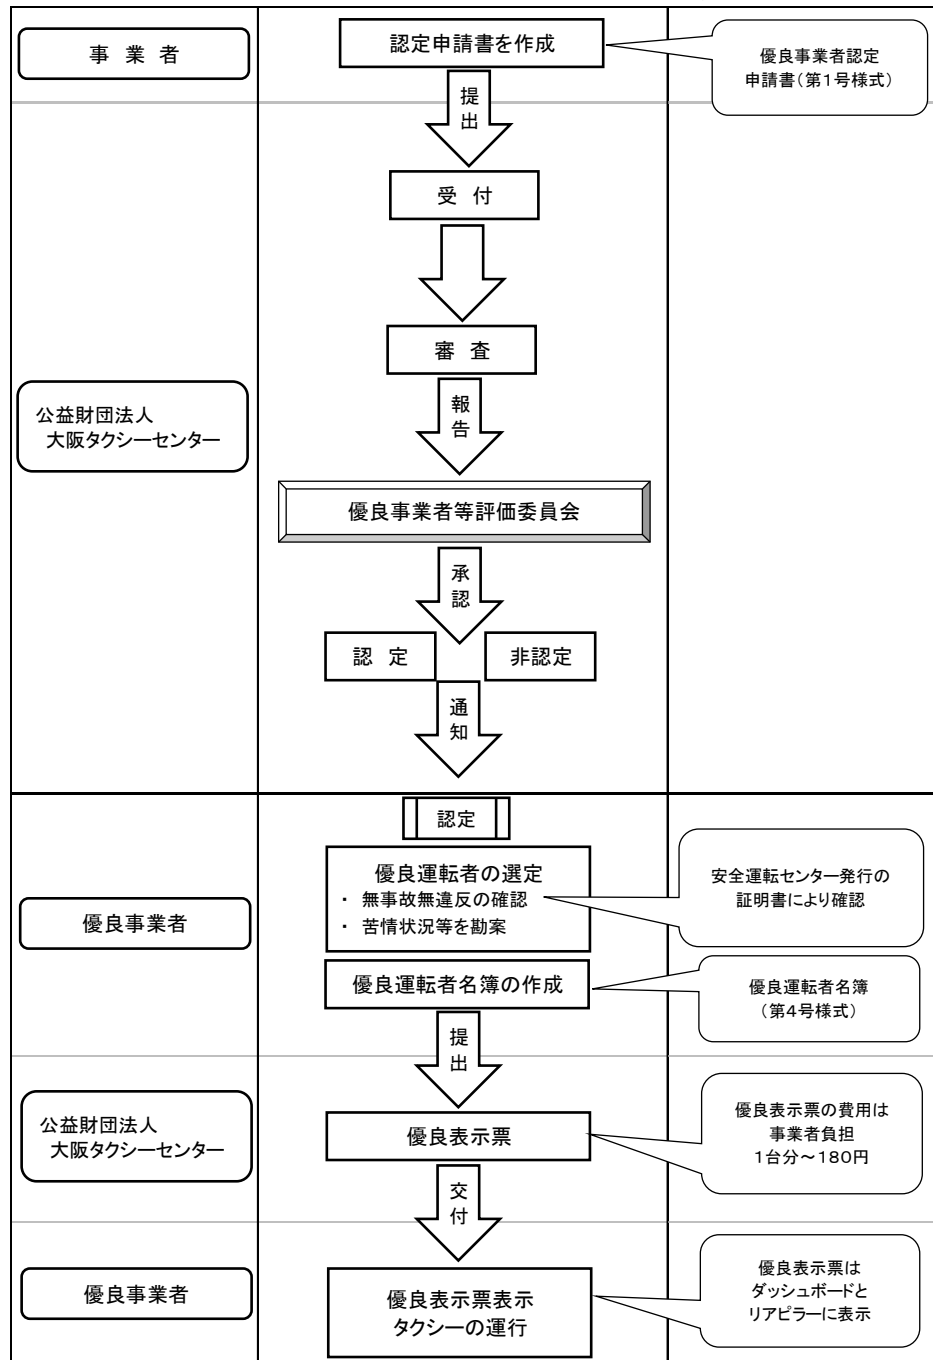 事 業 者
認定申請書を作成
優良事業者認定
申請書（第１号様式）
提
出
受 付
審 査
報
告
公益財団法人
大阪タクシーセンター
優良事業者等評価委員会
承
認
認 定
非認定
通
知
認定
優良運転者の選定
・ 無事故無違反の確認
・ 苦情状況等を勘案
安全運転センター発行の
証明書により確認
優良事業者
優良運転者名簿の作成
優良運転者名簿
（第４号様式）
提
出
公益財団法人
大阪タクシーセンター
優良表示票
優良表示票の費用は
事業者負担
１台分～１８０円
交
付
優良事業者
優良表示票表示
タクシーの運行
優良表示票は
ダッシュボードと
リアピラーに表示